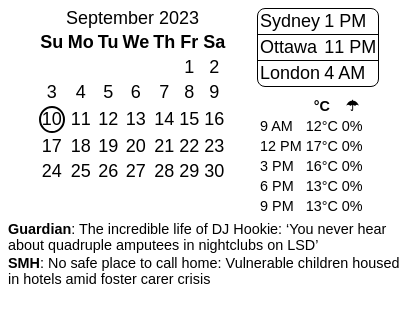 September 2023
Su Mo Tu We Th Fr Sa
1 2
3 4 5 6 7 8 9
10 11 12 13 14 15 16
17 18 19 20 21 22 23
24 25 26 27 28 29 30
Sydney 1 PM
Ottawa 11 PM
London 4 AM
°C ☂
9 AM 12°C 0%
12 PM 17°C 0%
3 PM 16°C 0%
6 PM 13°C 0%
9 PM 13°C 0%
Guardian: The incredible life of DJ Hookie: ‘You never hear
about quadruple amputees in nightclubs on LSD’
SMH: No safe place to call home: Vulnerable children housed
in hotels amid foster carer crisis